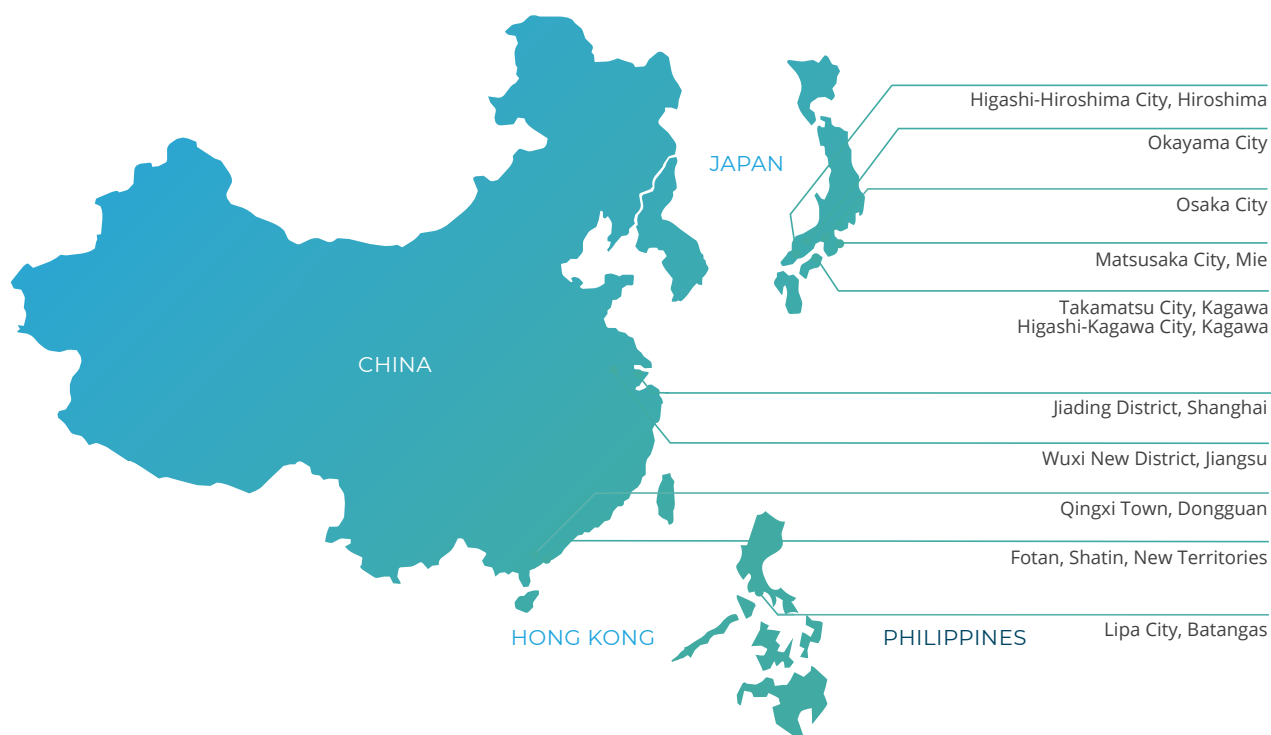 Higashi-Hiroshima City, Hiroshima
Okayama City
JAPAN
Osaka City
Matsusaka City, Mie
Takamatsu City, Kagawa
Higashi-Kagawa City, Kagawa
CHINA
Jiading District, Shanghai
Wuxi New District, Jiangsu
Qingxi Town, Dongguan
Fotan, Shatin, New Territories
Lipa City, Batangas
HONG KONG
PHILIPPINES